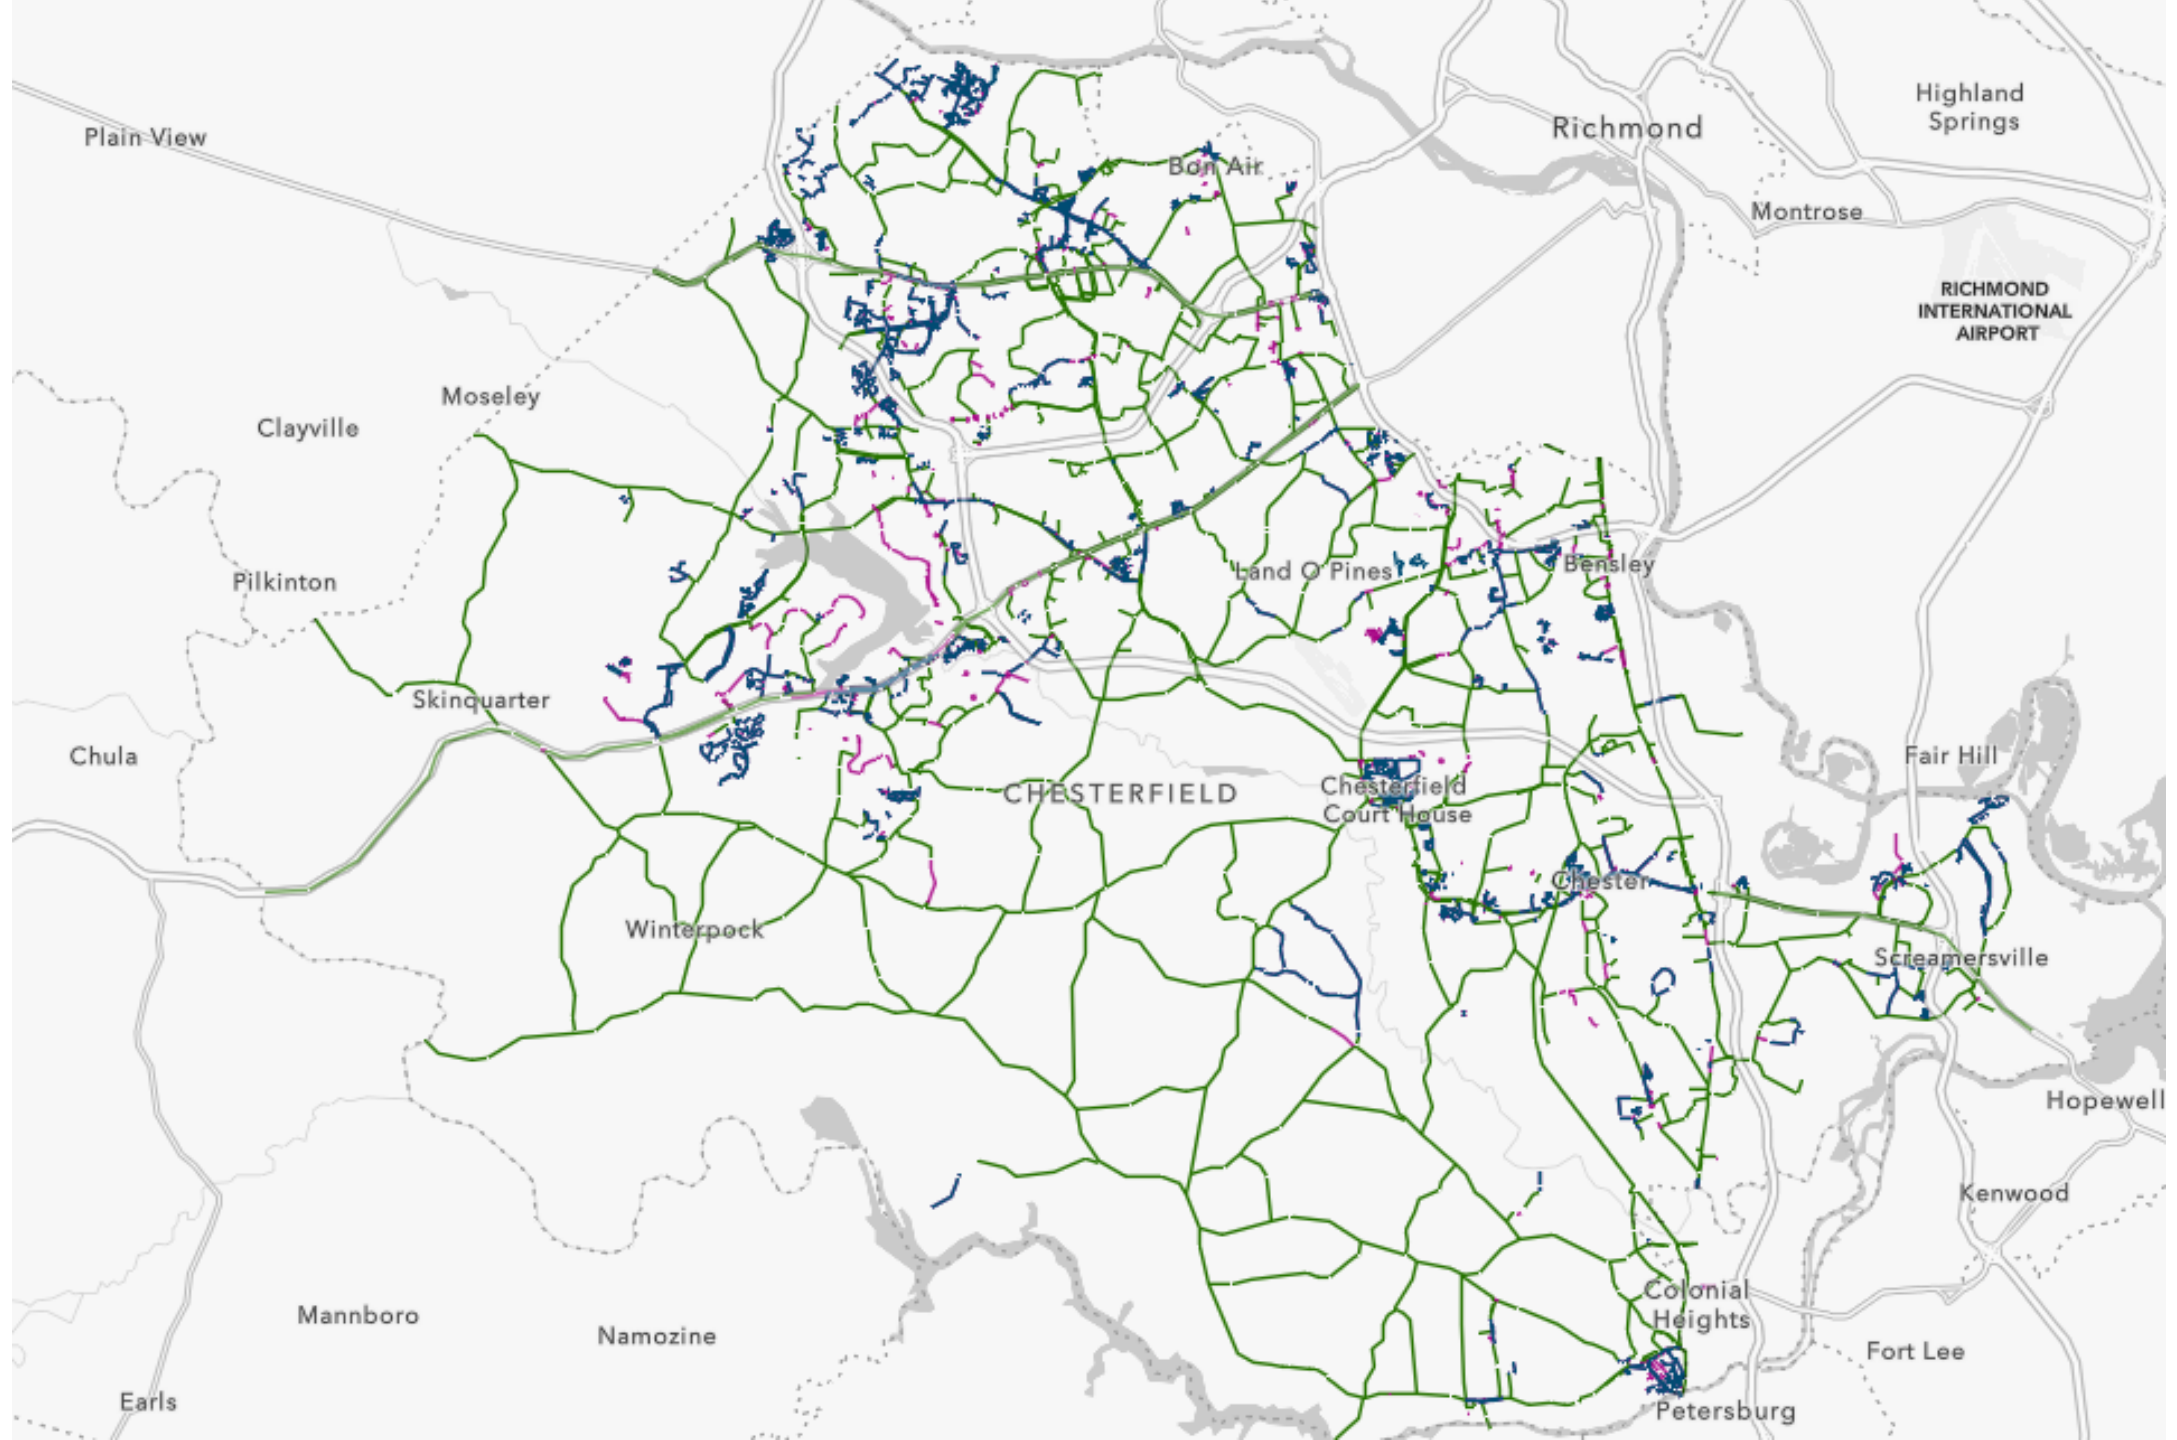 Highland
Springs
Plain View
Richmond
Bon Air
Montrose
RICHMOND
INTERNATIONAL
AIRPORT
Moseley
Clayville
Pilkinton
Land O Pines
Bensley
Skinquarter
Chula
Fair Hill
CHESTERFIELD
Chesterfield
Court House
Chester
Winterpock
Screamersville
Hopewell
Kenwood
Colonial
Heights
Mannboro
Namozine
Fort Lee
Earls
Petersburg